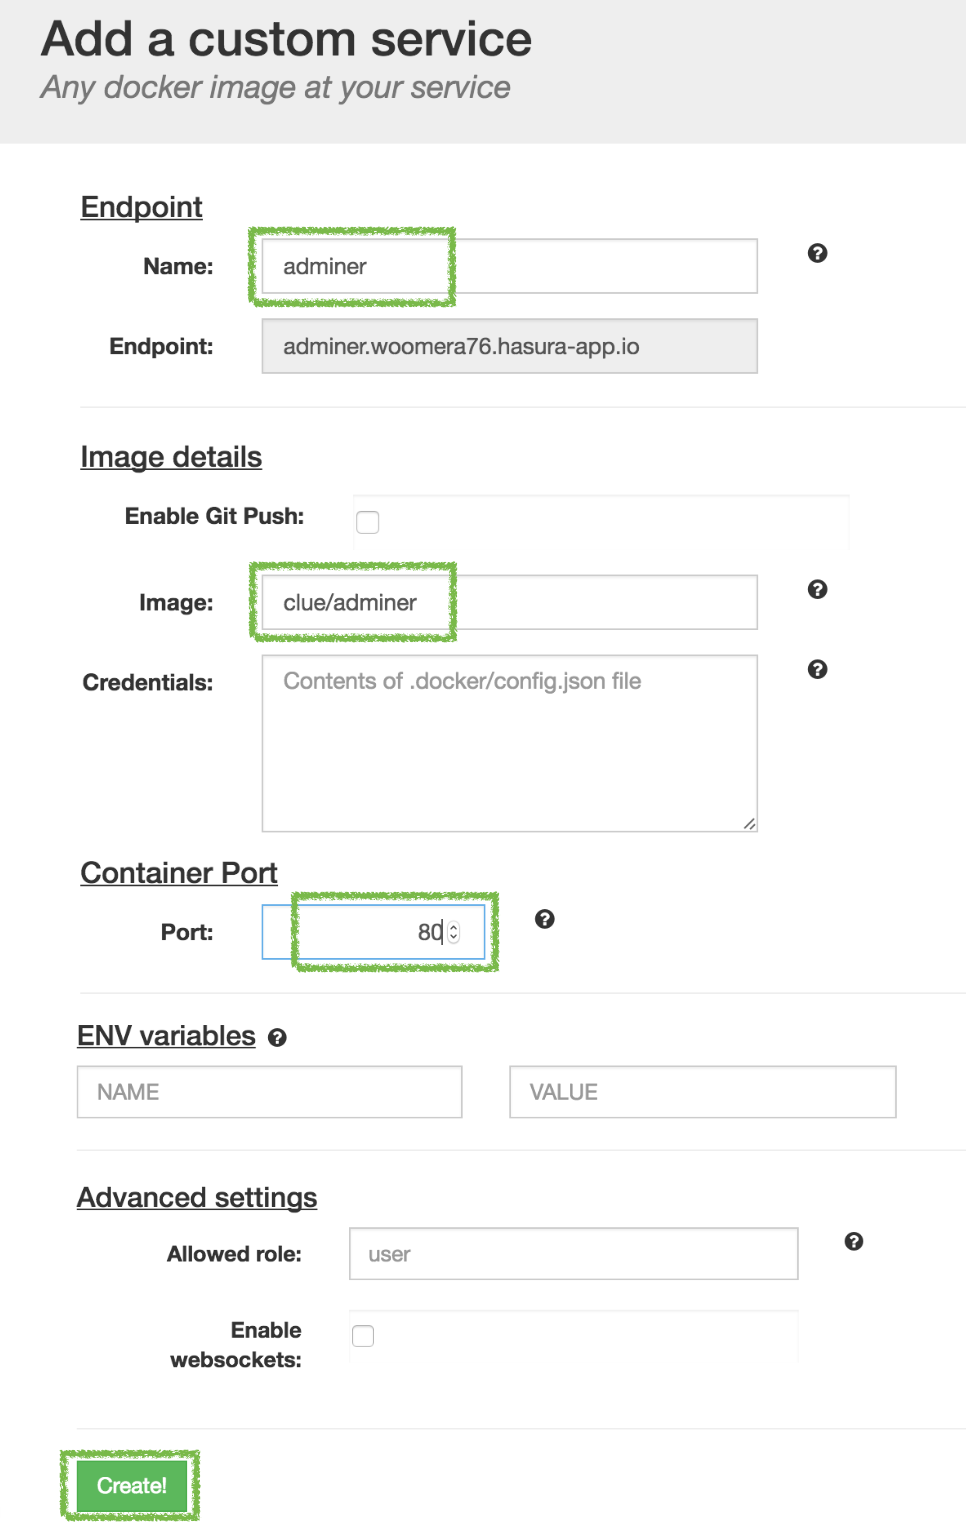 Add a custom service
Any docker image at your service
Endpoint
Name: adminer
Endpoint: adminer.woomera76.hasura-app.io
Image details
Enable Git Push:
Image: clue/adminer
Credentials: Contents of .docker/config.json file
Container Port
Port: 80
ENV variables
NAME VALUE
Advanced settings
Allowed role: user
Enable
websockets:
Create!